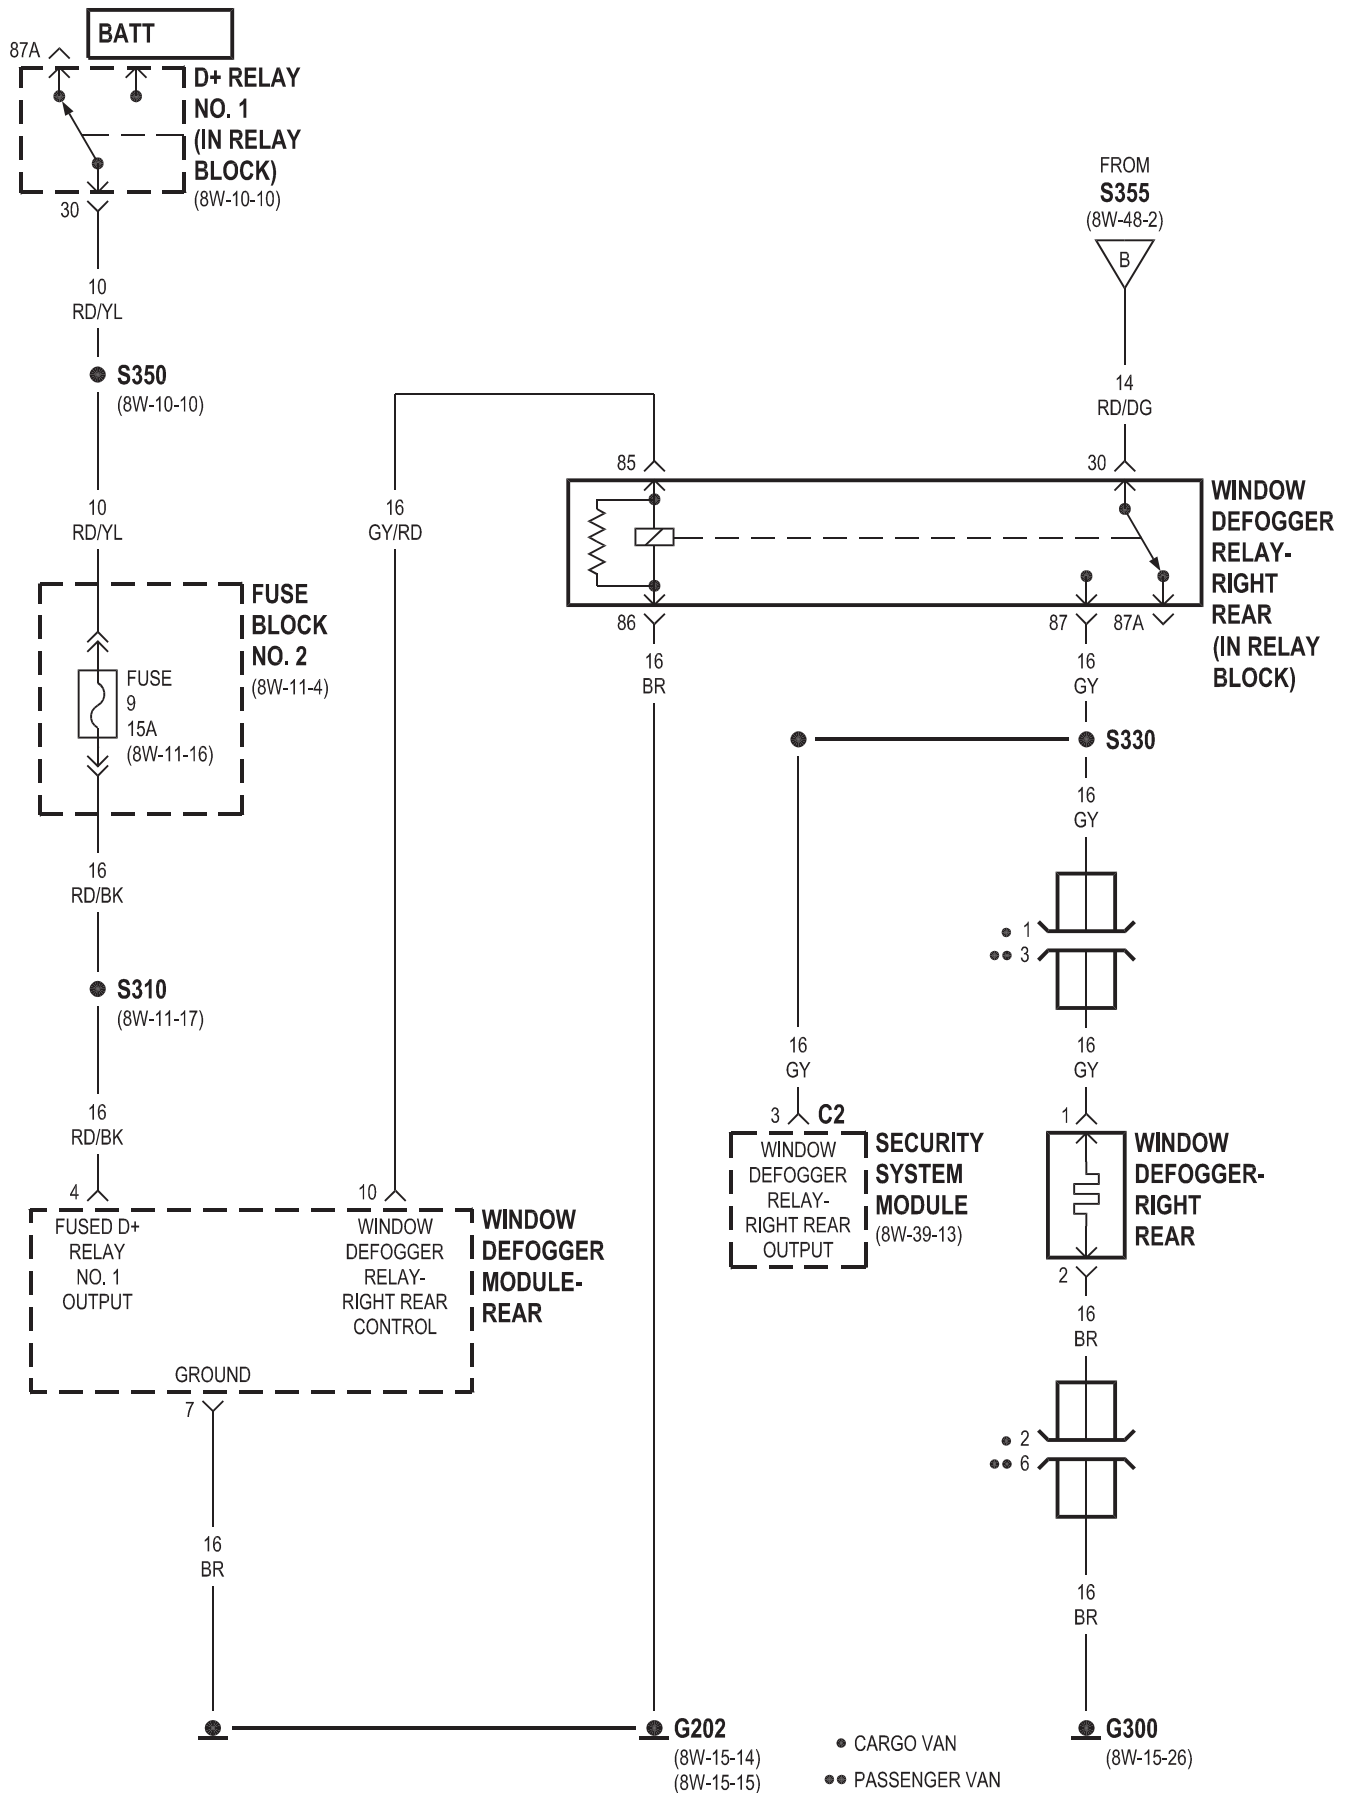 BATT
87A
D+ RELAY
NO. 1
(IN RELAY
BLOCK)
(8W-10-10)
30
10
RD/YL
S350
(8W-10-10)
10
RD/YL
FUSE
BLOCK
NO. 2
(8W-11-4)
FUSE
9
15A
(8W-11-16)
16
RD/BK
S310
(8W-11-17)
16
RD/BK
4
FUSED D+
RELAY
NO. 1
OUTPUT
16
GY/RD
10
WINDOW
DEFOGGER
RELAY-
RIGHT REAR
CONTROL
WINDOW
DEFOGGER
MODULE-
REAR
GROUND
7
16
BR
FROM
S355
(8W-48-2)
B
14
RD/DG
85
30
WINDOW
DEFOGGER
RELAY-
RIGHT
REAR
(IN RELAY
BLOCK)
86
87
87A
16
BR
16
GY
S330
16
GY
1
3
16
GY
16
GY
3
C2
WINDOW
DEFOGGER
RELAY-
RIGHT REAR
OUTPUT
SECURITY
SYSTEM
MODULE
(8W-39-13)
1
WINDOW
DEFOGGER-
RIGHT
REAR
2
16
BR
2
6
16
BR
G202
(8W-15-14)
(8W-15-15)
G300
(8W-15-26)
CARGO VAN
PASSENGER VAN